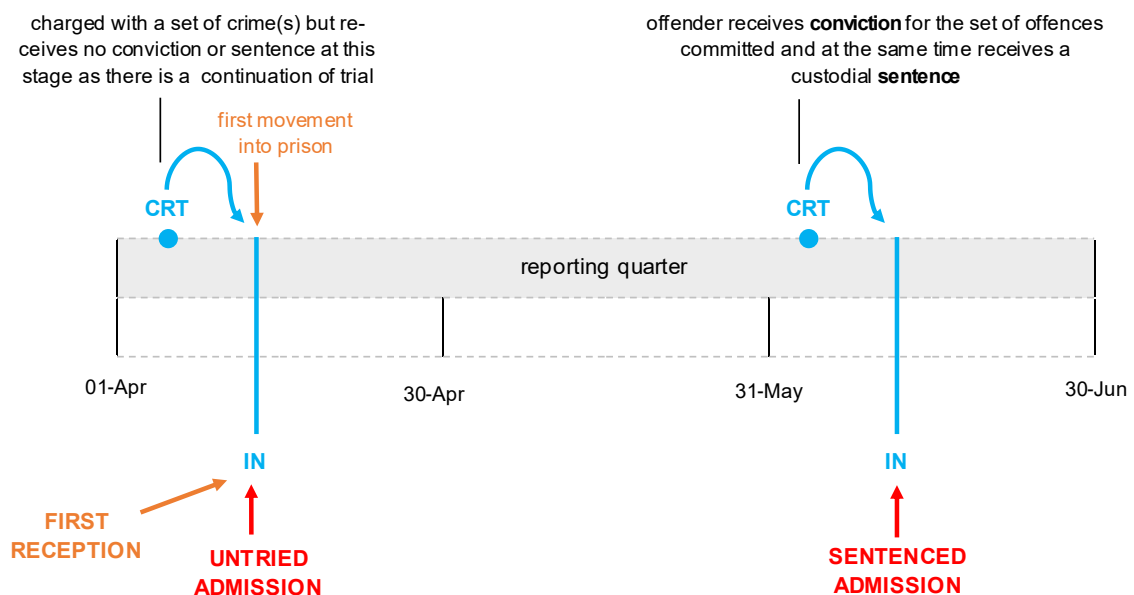 charged with a set of crime(s) but re-
ceives no conviction or sentence at this
stage as there is a continuation of trial
offender receives conviction for the set of offences
committed and at the same time receives a
custodial sentence
first movement
into prison
CRT
CRT
reporting quarter
01-Apr
30-Apr
31-May
30-Jun
IN
IN
FIRST
RECEPTION
UNTRIED
ADMISSION
SENTENCED
ADMISSION